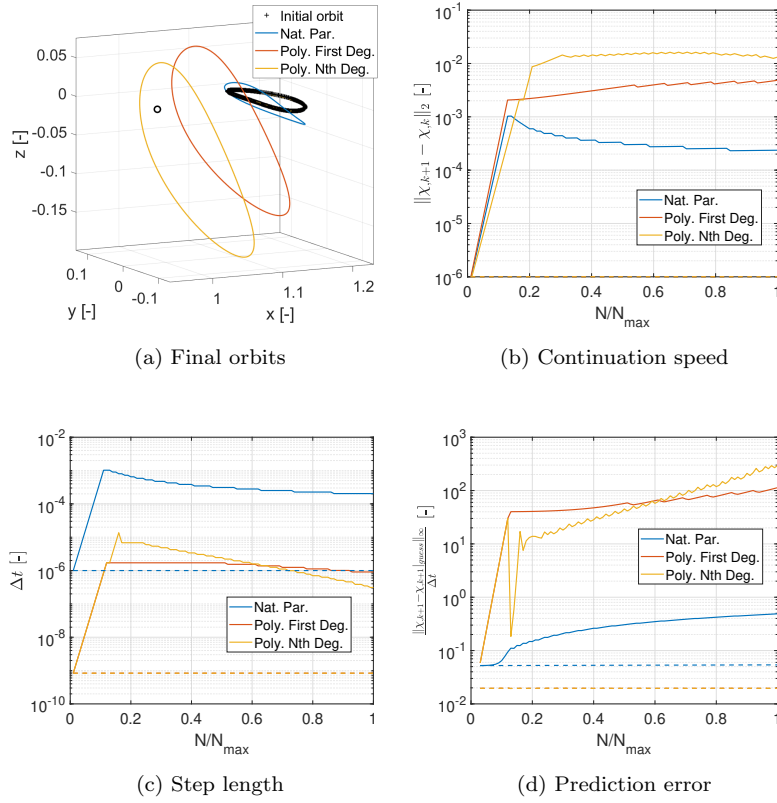 + Initial orbit
Nat. Par.
Poly. First Deg.
Poly. Nth Deg.
0.05
0
-0.05
-0.1
-0.15
z [-]
0.1
0
-0.1
y [-]
1
1.1
1.2
x [-]
(a) Final orbits
10^-1
10^-2
10^-3
10^-4
10^-5
10^-6
||χ,k+1 − χ,k||2 [-]
Nat. Par.
Poly. First Deg.
Poly. Nth Deg.
0 0.2 0.4 0.6 0.8 1
N/Nmax
(b) Continuation speed
10^-2
10^-4
10^-6
10^-8
10^-10
Δt [-]
Nat. Par.
Poly. First Deg.
Poly. Nth Deg.
0 0.2 0.4 0.6 0.8 1
N/Nmax
(c) Step length
10^3
10^2
10^1
10^0
10^-1
10^-2
||χ,k+1−χ,k+1|guess||∞
Δt
[-]
Nat. Par.
Poly. First Deg.
Poly. Nth Deg.
0 0.2 0.4 0.6 0.8 1
N/Nmax
(d) Prediction error